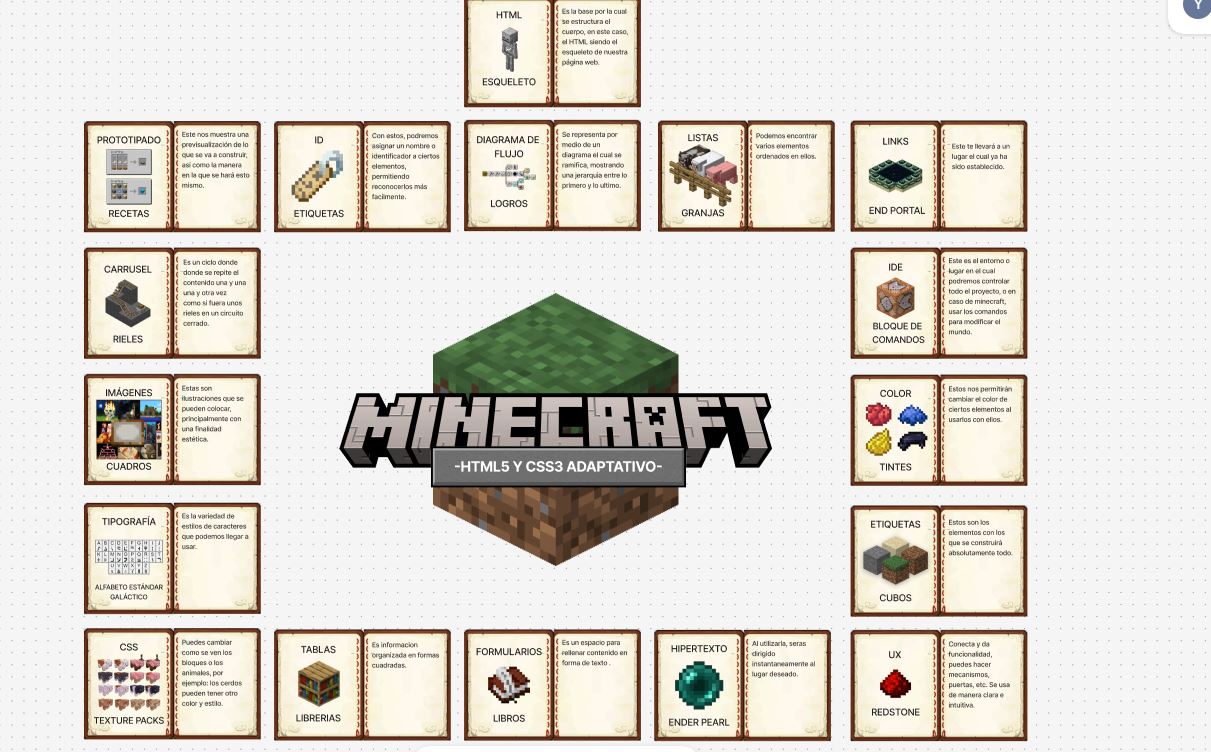 Y
HTML
ESQUELETO
Es la base por la cual
se estructura el
cuerpo, en este caso,
el HTML siendo el
esqueleto de nuestra
página web.
PROTOTIPADO
RECETAS
Este nos muestra una
previsualización de lo
que se va a construir,
asi como la manera
en la que se hará esto
mismo.
ID
ETIQUETAS
Con estos, podremos
asignar un nombre o
identificador a ciertos
elementos,
permitiendo
reconocerlos más
facilmente.
DIAGRAMA DE
FLUJO
LOGROS
Se representa por
medio de un
diagrama el cual se
ramifica, mostrando
una jerarquía entre lo
primero y lo ultimo.
LISTAS
GRANJAS
Podemos encontrar
varios elementos
ordenados en ellos.
LINKS
END PORTAL
Este te llevará a un
lugar el cual ya ha
sido establecido.
CARRUSEL
RIELES
Es un ciclo donde
donde se repite el
contenido una y una
una y otra vez
como si fuera unos
rieles en un circuito
cerrado.
IDE
BLOQUE DE
COMANDOS
Este es el entorno o
lugar en el cual
podremos controlar
todo el proyecto, o en
caso de minecraft,
usar los comandos
para modificar el
mundo.
IMÁGENES
CUADROS
Estas son
ilustraciones que se
pueden colocar,
principalmente con
una finalidad
estética.
MINECRAFT
-HTML5 Y CSS3 ADAPTATIVO-
COLOR
TINTES
Estos nos permitirán
cambiar el color de
ciertos elementos al
usarlos con ellos.
TIPOGRAFÍA
ALFABETO ESTÁNDAR
GALÁCTICO
Es la variedad de
estilos de caracteres
que podemos llegar a
usar.
ETIQUETAS
CUBOS
Estos son los
elementos con los
que se construirá
absolutamente todo.
CSS
TEXTURE PACKS
Puedes cambiar
como se ven los
bloques o los
animales, por
ejemplo: los cerdos
pueden tener otro
color y estilo.
TABLAS
LIBRERIAS
Es informacion
organizada en formas
cuadradas.
FORMULARIOS
LIBROS
Es un espacio para
rellenar contenido en
forma de texto .
HIPERTEXTO
ENDER PEARL
Al utilizarla, seras
dirigido
instantaneamente al
lugar deseado.
UX
REDSTONE
Conecta y da
funcionalidad,
puedes hacer
mecanismos,
puertas, etc. Se usa
de manera clara e
intuitiva.